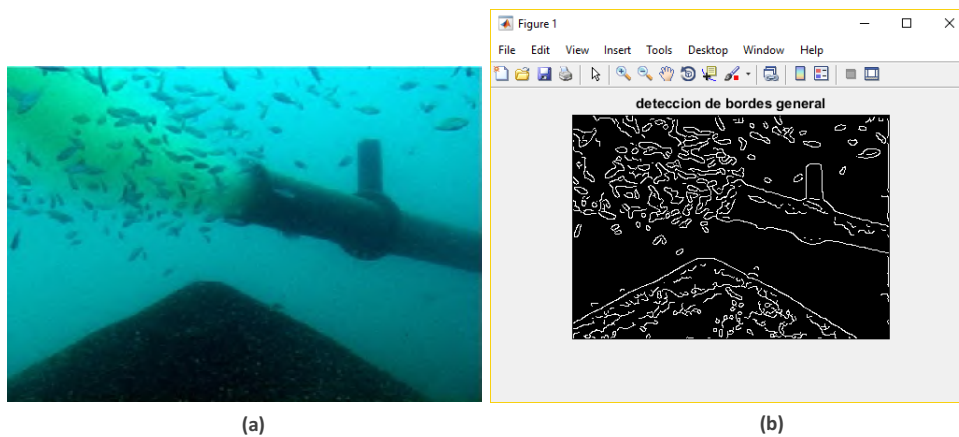 Figure 1
File Edit View Insert Tools Desktop Window Help
deteccion de bordes general
(a)
(b)